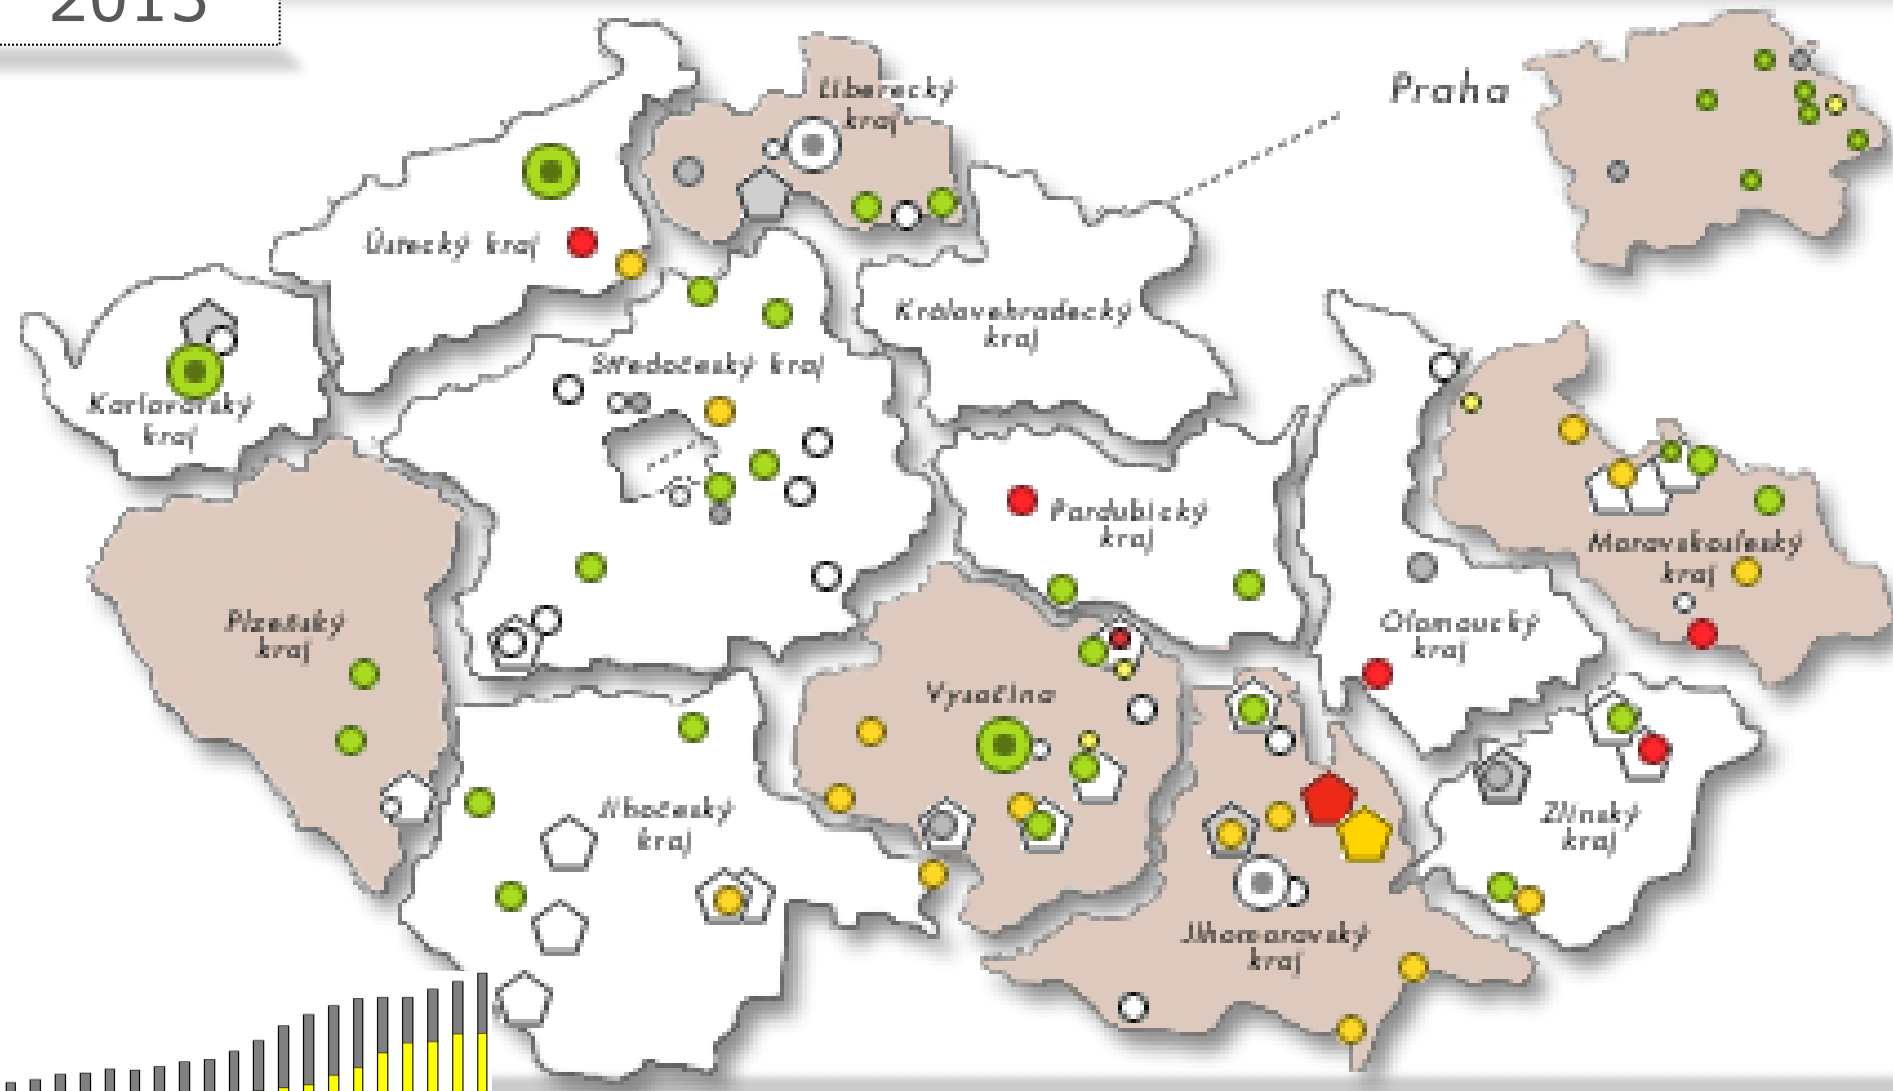 2015
Liberecký
kraj
Praha
Ústecký kraj
Královehradecký
kraj
Středočeský kraj
Karlovarský
kraj
Pardubický
kraj
Moravskoslezský
kraj
Plzeňský
kraj
Olomoucký
kraj
Vysočina
Jihočeský
kraj
Zlínský
kraj
Jihomoravský
kraj